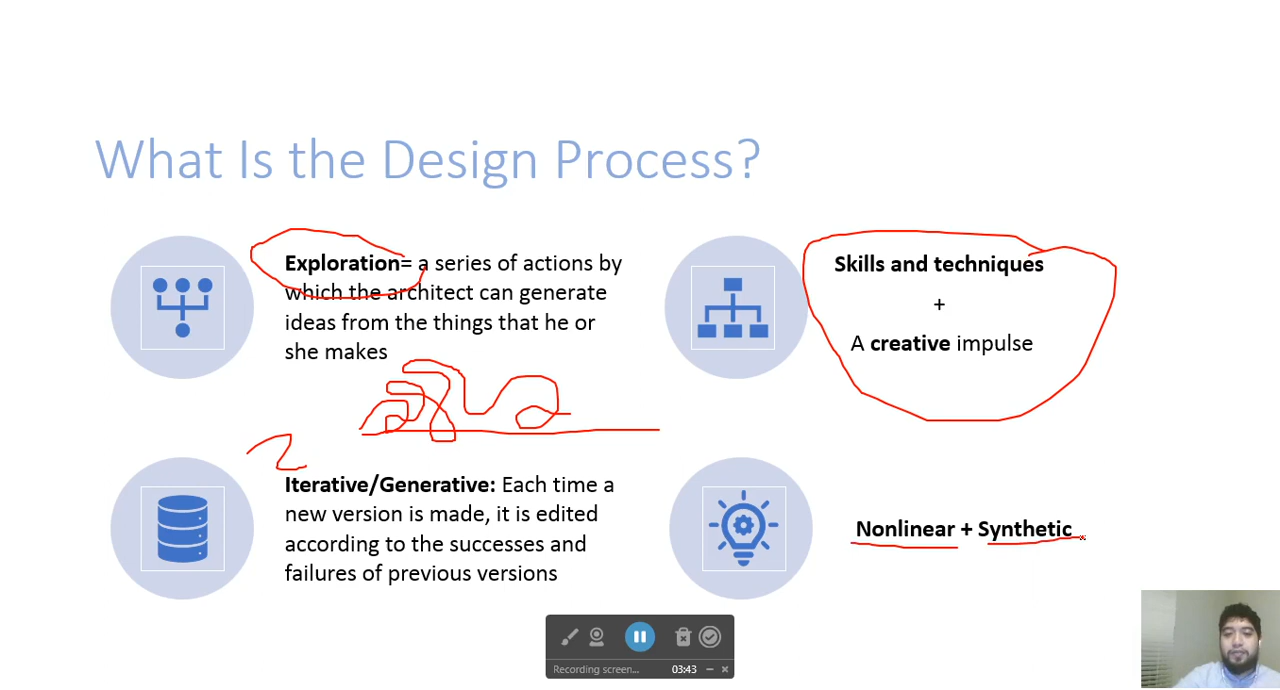 What Is the Design Process?
Exploration= a series of actions by
which the architect can generate
ideas from the things that he or
she makes
Skills and techniques
+
A creative impulse
2
Iterative/Generative: Each time a
new version is made, it is edited
according to the successes and
failures of previous versions
Nonlinear + Synthetic
Recording screen...
03:43